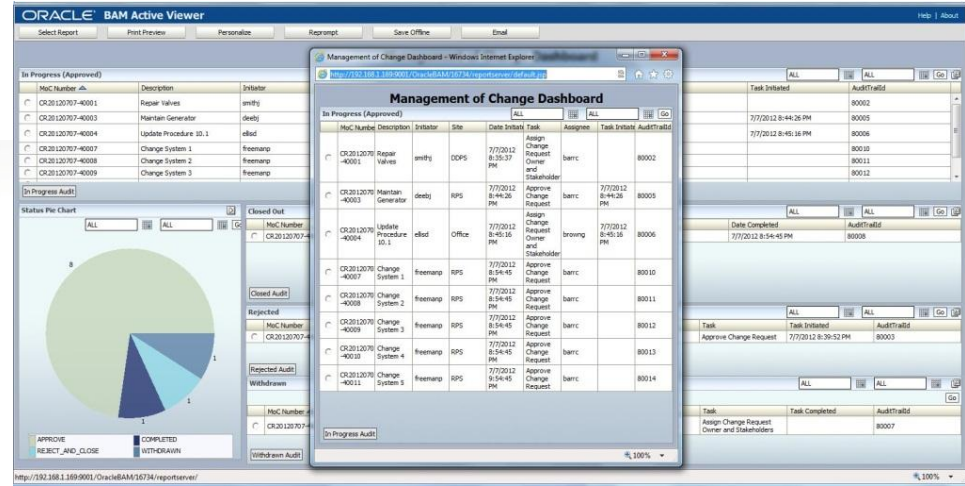 ORACLE BAM Active Viewer
Help | About
Select Report Print Preview Personalize Reprompt Save Offline Email
In Progress (Approved)
ALL ALL Go
MoC Number Description Initiator Task Initiated AuditTrailId
CR20120707-40001 Repair Valves smithj 80002
CR20120707-40003 Maintain Generator deebj 7/7/2012 8:44:26 PM 80005
CR20120707-40004 Update Procedure 10.1 ellisd 7/7/2012 8:45:16 PM 80006
CR20120707-40007 Change System 1 freemanp 80010
CR20120707-40008 Change System 2 freemanp 80011
CR20120707-40009 Change System 3 freemanp 80012
In Progress Audit
Status Pie Chart
ALL ALL Go
8
1
1
1
APPROVE COMPLETED
REJECT_AND_CLOSE WITHDRAWN
Closed Out
ALL ALL Go
MoC Number Date Completed AuditTrailId
CR20120707-4 7/7/2012 8:54:45 PM 80008
Closed Audit
Rejected
ALL ALL Go
MoC Number Task Task Initiated AuditTrailId
CR20120707-4 Approve Change Request 7/7/2012 8:39:52 PM 80003
Rejected Audit
Withdrawn
ALL ALL
Go
MoC Number Task Task Completed AuditTrailId
CR20120707-4 Assign Change Request
Owner and Stakeholders 80007
Withdrawn Audit
Management of Change Dashboard - Windows Internet Explorer
http://192.168.1.169:9001/OracleBAM/16734/reportserver/default.jsp
Management of Change Dashboard
In Progress (Approved) ALL ALL Go
MoC Numbe Description Initiator Site Date Initiate Task Assignee Task Initiate AuditTrailId
Assign
Change
CR2012070 Repair smithj DDPS 7/7/2012 Request barrc 80002
-40001 Valves 8:35:37 Owner
PM and
Stakeholder
CR2012070 Maintain deebj RPS 7/7/2012 Approve barrc 7/7/2012 80005
-40003 Generator 8:44:26 Change 8:44:26
PM Request PM
Assign
Change
CR2012070 Update ellisd Office 7/7/2012 Request browng 7/7/2012 80006
-40004 Procedure 8:45:16 Owner 8:45:16
10.1 PM and PM
Stakeholder
CR2012070 Change freemanp RPS 7/7/2012 Approve barrc 80010
-40007 System 1 8:54:45 Change
PM Request
CR2012070 Change freemanp RPS 7/7/2012 Approve barrc 80011
-40008 System 2 8:54:45 Change
PM Request
CR2012070 Change freemanp RPS 7/7/2012 Approve barrc 80012
-40009 System 3 8:54:45 Change
PM Request
CR2012070 Change freemanp RPS 7/7/2012 Approve barrc 80013
-40010 System 4 8:54:45 Change
PM Request
CR2012070 Change freemanp RPS 7/7/2012 Approve barrc 80014
-40011 System 5 9:54:45 Change
PM Request
In Progress Audit
100%
http://192.168.1.169:9001/OracleBAM/16734/reportserver/
100%